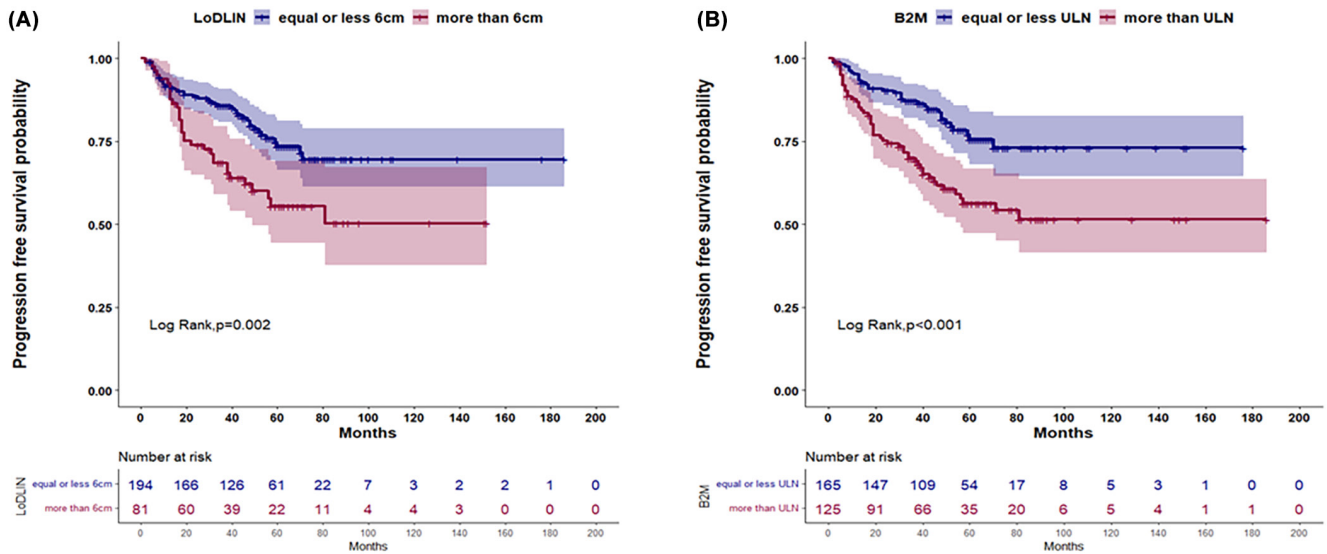 (A)
LoDLIN equal or less 6cm more than 6cm
Progression free survival probability
1.00
0.75
0.50
0.25
0.00
Log Rank,p=0.002
0 20 40 60 80 100 120 140 160 180 200
Months
Number at risk
LoDLIN
equal or less 6cm 194 166 126 61 22 7 3 2 2 1 0
more than 6cm 81 60 39 22 11 4 4 3 0 0 0
0 20 40 60 80 100 120 140 160 180 200
Months
(B)
B2M equal or less ULN more than ULN
Progression free survival probability
1.00
0.75
0.50
0.25
0.00
Log Rank,p<0.001
0 20 40 60 80 100 120 140 160 180 200
Months
Number at risk
B2M
equal or less ULN 165 147 109 54 17 8 5 3 1 0 0
more than ULN 125 91 66 35 20 6 5 4 1 1 0
0 20 40 60 80 100 120 140 160 180 200
Months